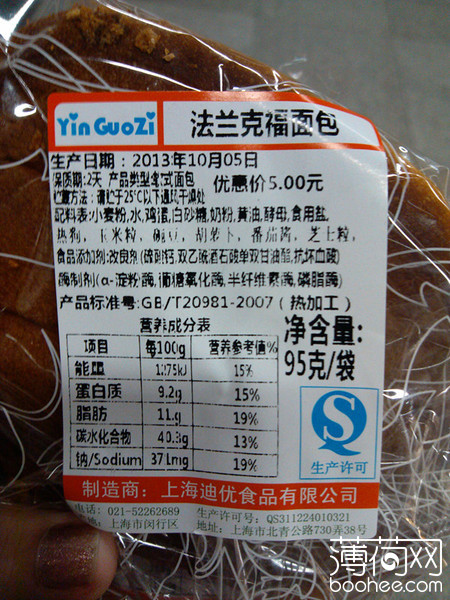 Yin GuoZi
法兰克福面包
生产日期：2013年10月05日
保质期:2天 产品类型:软式面包 优惠价5.00元
贮藏方法：请贮于25℃以下通风干燥处
配料表:小麦粉,水,鸡蛋,白砂糖,奶粉,黄油,酵母,食用盐,
热狗, 玉米粒, 豌豆, 胡萝卜, 番茄酱, 芝士粒,
食品添加剂:改良剂(碳酸钙,双乙酰酒石酸单双甘油酯,抗坏血酸)
酶制剂(α-淀粉酶,葡糖氧化酶,半纤维素酶,磷脂酶)
产品标准号:GB/T20981-2007（热加工）
营养成分表
项目 每100g 营养参考值%
能量 1275kJ 15%
蛋白质 9.2g 15%
脂肪 11.g 19%
碳水化合物 40.3g 13%
钠/Sodium 371mg 19%
净含量:
95克/袋
QS
生产许可
制造商：上海迪优食品有限公司
电话: 021-52262689 生产许可号: QS311224010321
产地: 上海市闵行区 地址: 上海市北青公路730弄38号
薄荷网
boohee.com